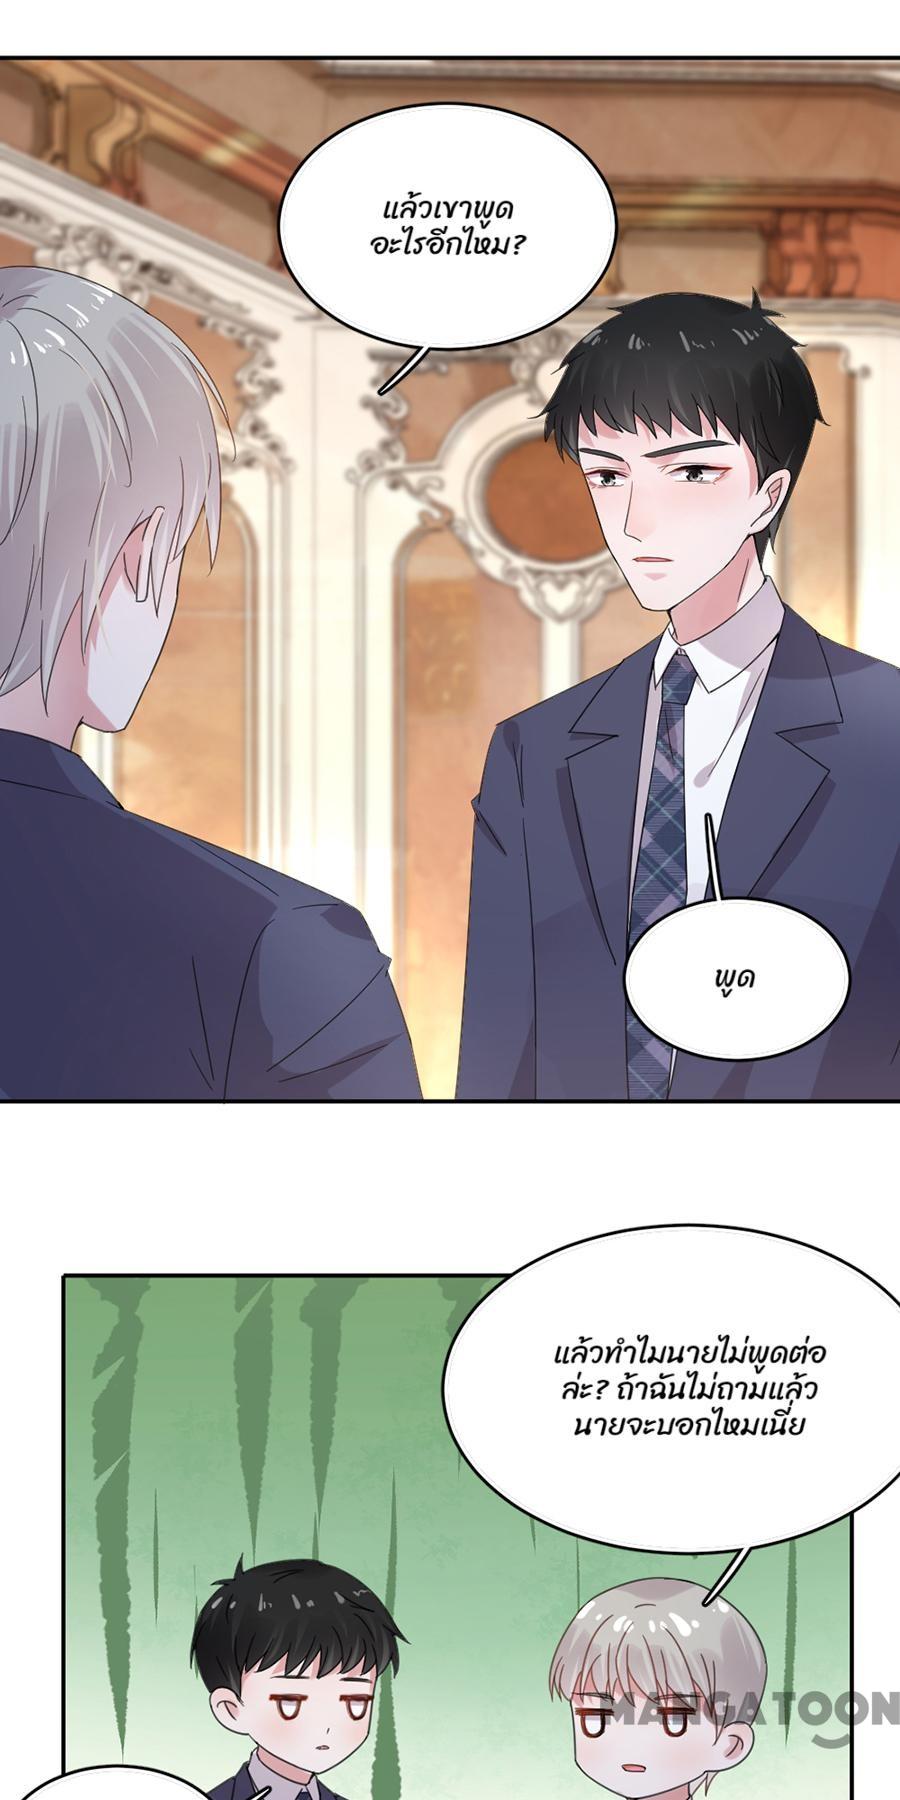 แล้วเขาพูด
อะไรอีกไหม?
พูด
แล้วทำไมนายไม่พูดต่อ
ล่ะ? ถ้าฉันไม่ถามแล้ว
นายจะบอกไหมเนี่ย
MANGATOON